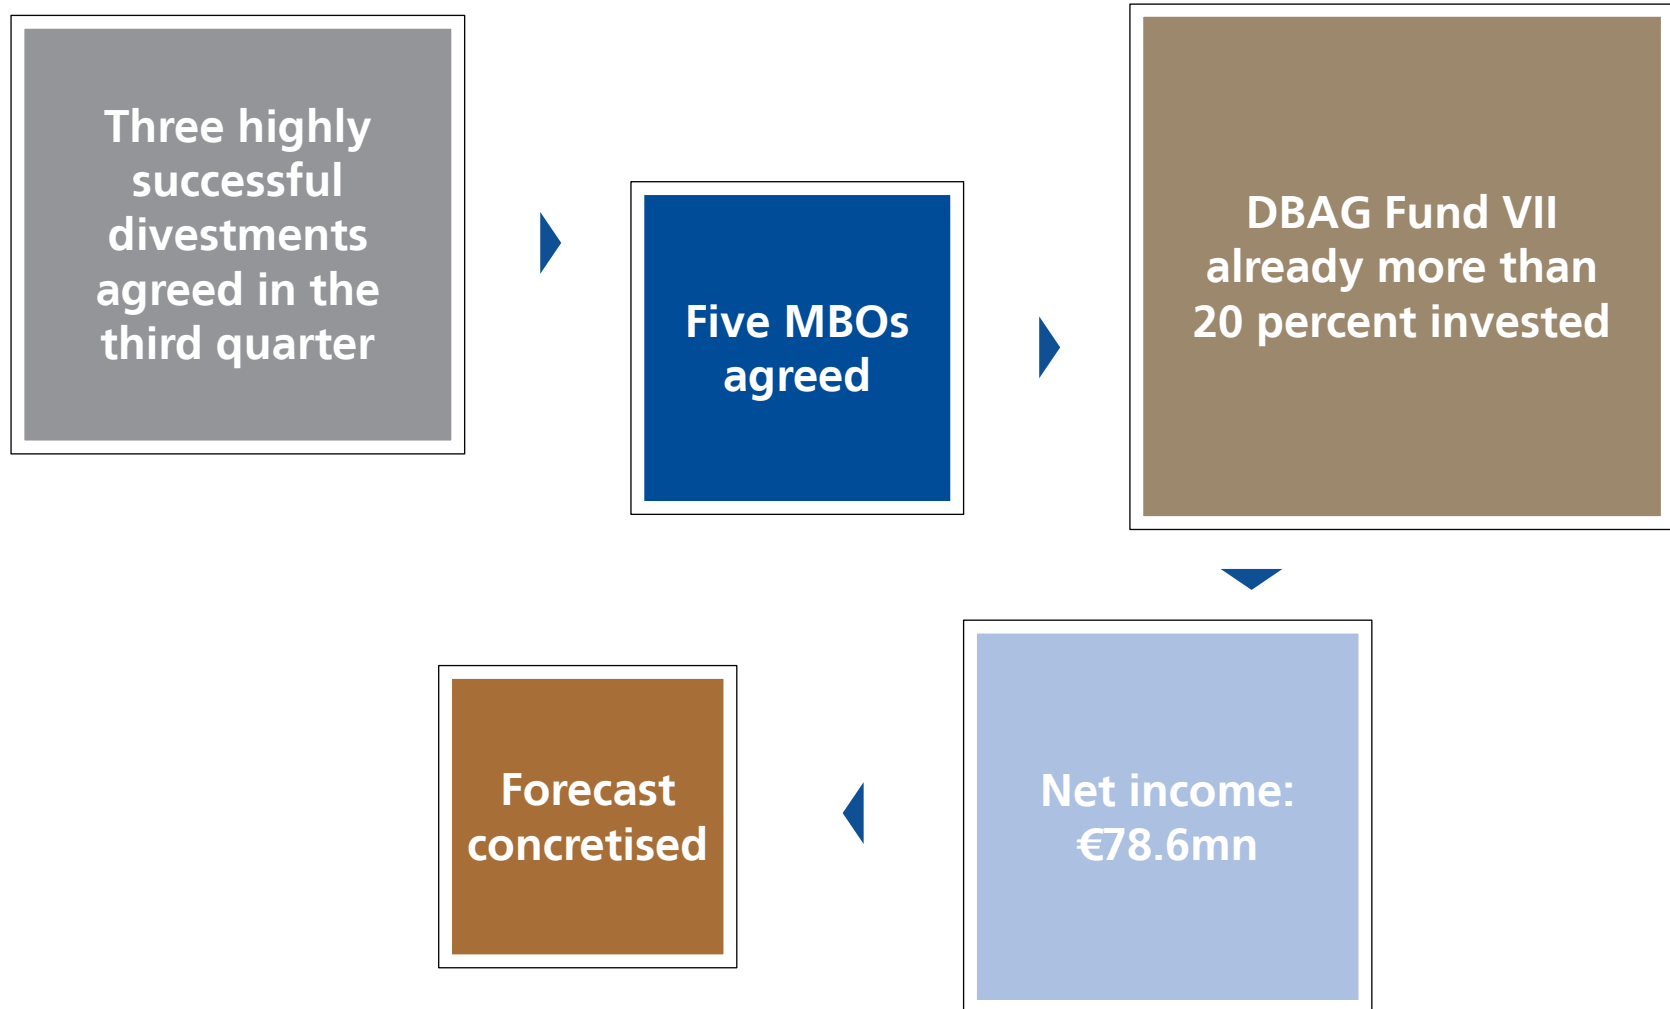 Three highly
successful
divestments
agreed in the
third quarter
Five MBOs
agreed
DBAG Fund VII
already more than
20 percent invested
Net income:
€78.6mn
Forecast
concretised